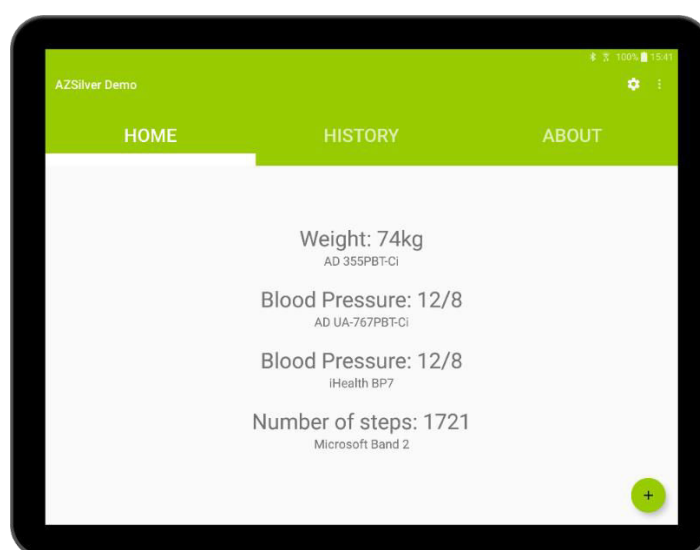 100% 15:41
AZSilver Demo
HOME HISTORY ABOUT
Weight: 74kg
AD 355PBT-Ci
Blood Pressure: 12/8
AD UA-767PBT-Ci
Blood Pressure: 12/8
iHealth BP7
Number of steps: 1721
Microsoft Band 2
+